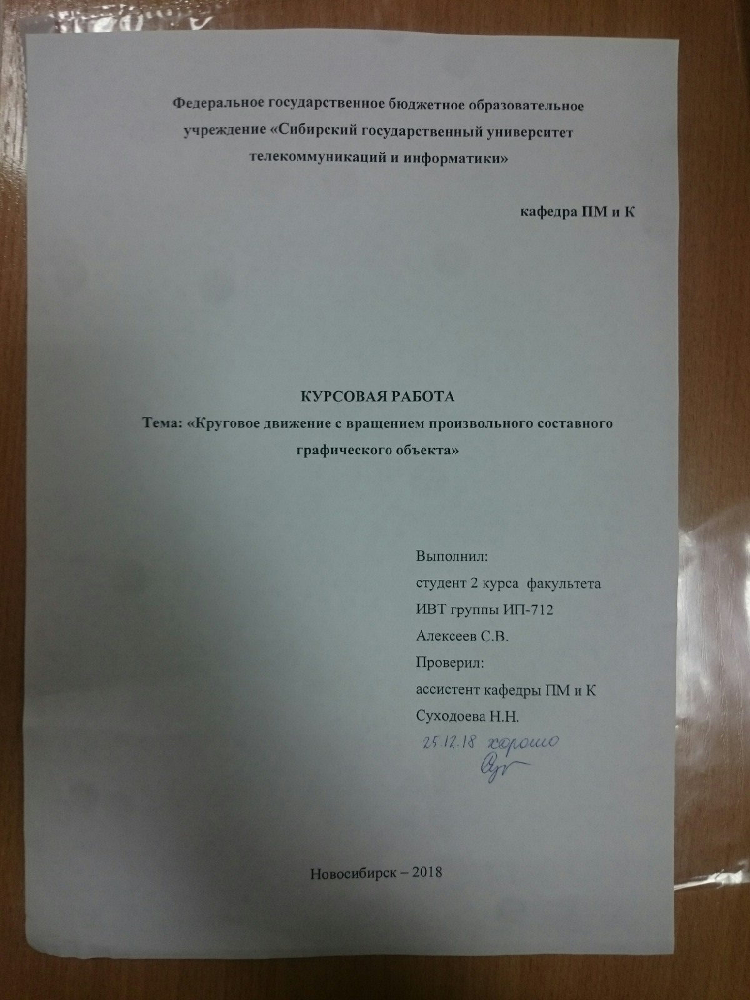 Федеральное государственное бюджетное образовательное
учреждение «Сибирский государственный университет
телекоммуникаций и информатики»
кафедра ПМ и К
КУРСОВАЯ РАБОТА
Тема: «Круговое движение с вращением произвольного составного
графического объекта»
Выполнил:
студент 2 курса факультета
ИВТ группы ИП-712
Алексеев С.В.
Проверил:
ассистент кафедры ПМ и К
Суходоева Н.Н.
25.12.18 хорошо
Новосибирск – 2018